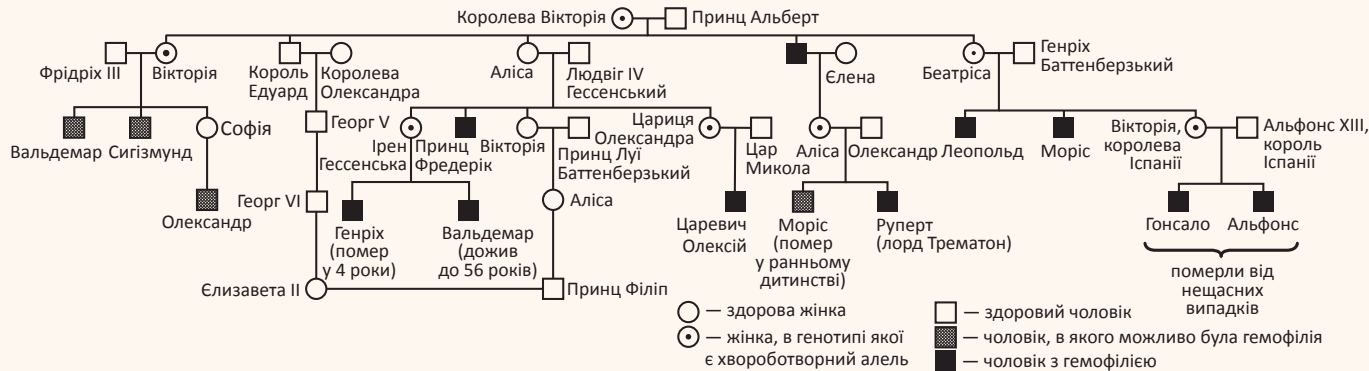 Королева Вікторія
Принц Альберт
Фрідріх III
Вікторія
Король
Едуард
Королева
Олександра
Аліса
Людвіг IV
Гессенський
Єлена
Беатріса
Генріх
Баттенберзький
Вальдемар
Сигізмунд
Софія
Георг V
Ірен
Гессенська
Принц
Фредерік
Вікторія
Принц Луї
Баттенберзький
Цариця
Олександра
Цар
Микола
Аліса
Олександр
Леопольд
Моріс
Вікторія,
королева
Іспанії
Альфонс XIII,
король
Іспанії
Олександр
Георг VI
Генріх
(помер
у 4 роки)
Вальдемар
(дожив
до 56 років)
Аліса
Царевич
Олексій
Моріс
(помер
у ранньому
дитинстві)
Руперт
(лорд Трематон)
Гонсало
Альфонс
померли від
нещасних
випадків
Єлизавета II
Принц Філіп
— здорова жінка
— жінка, в генотипі якої
є хвороботворний алель
— здоровий чоловік
— чоловік, в якого можливо була гемофілія
— чоловік з гемофілією